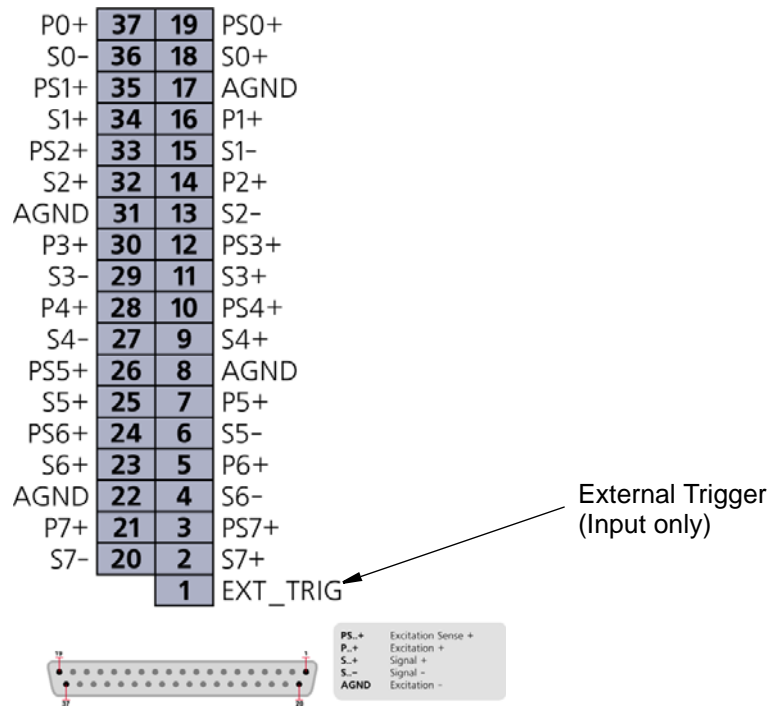 P0+ 37 19 PS0+
S0- 36 18 S0+
PS1+ 35 17 AGND
S1+ 34 16 P1+
PS2+ 33 15 S1-
S2+ 32 14 P2+
AGND 31 13 S2-
P3+ 30 12 PS3+
S3- 29 11 S3+
P4+ 28 10 PS4+
S4- 27 9 S4+
PS5+ 26 8 AGND
S5+ 25 7 P5+
PS6+ 24 6 S5-
S6+ 23 5 P6+
AGND 22 4 S6-
P7+ 21 3 PS7+
S7- 20 2 S7+
1 EXT_TRIG
External Trigger
(Input only)
19 1
37 20
PS..+ Excitation Sense +
P..+ Excitation +
S..+ Signal +
S..- Signal -
AGND Excitation -